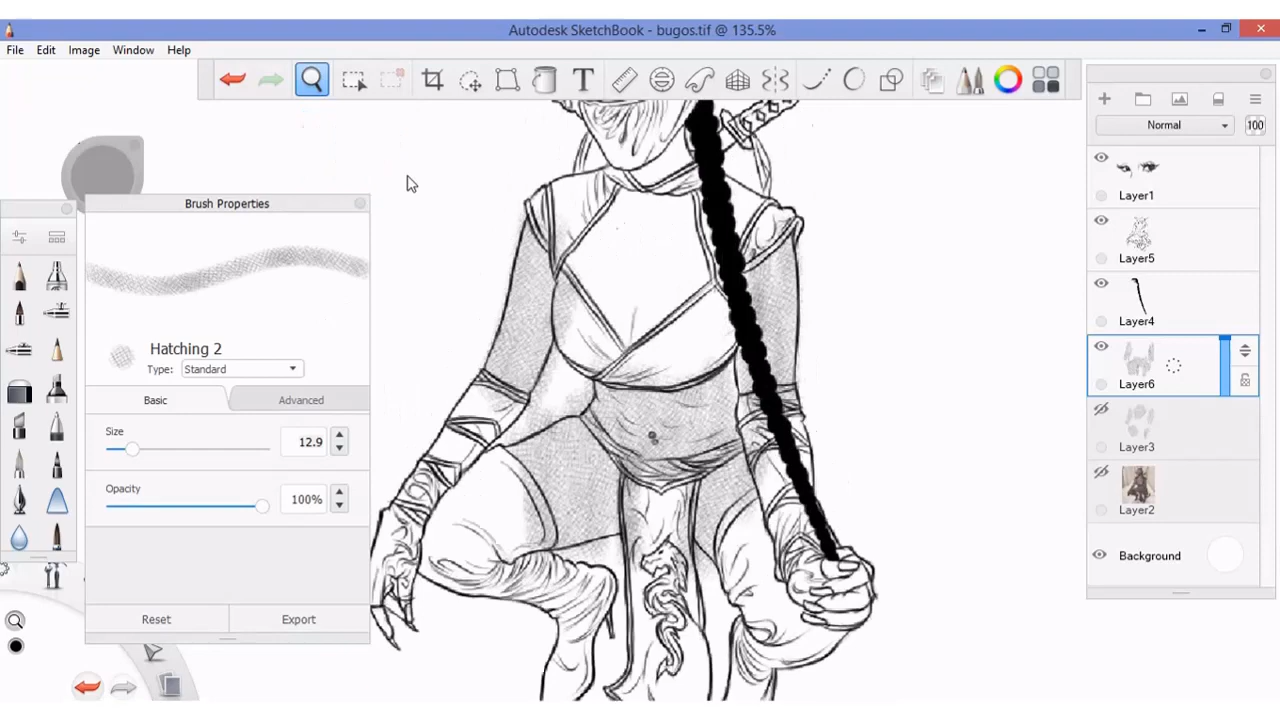 Autodesk SketchBook - bugos.tif @ 135.5%
File Edit Image Window Help
T
Normal 100
Brush Properties
Layer1
Layer5
Layer4
Hatching 2
Type: Standard
Layer6
Basic Advanced
Size
12.9
Layer3
Opacity
100%
Layer2
Background
Reset Export